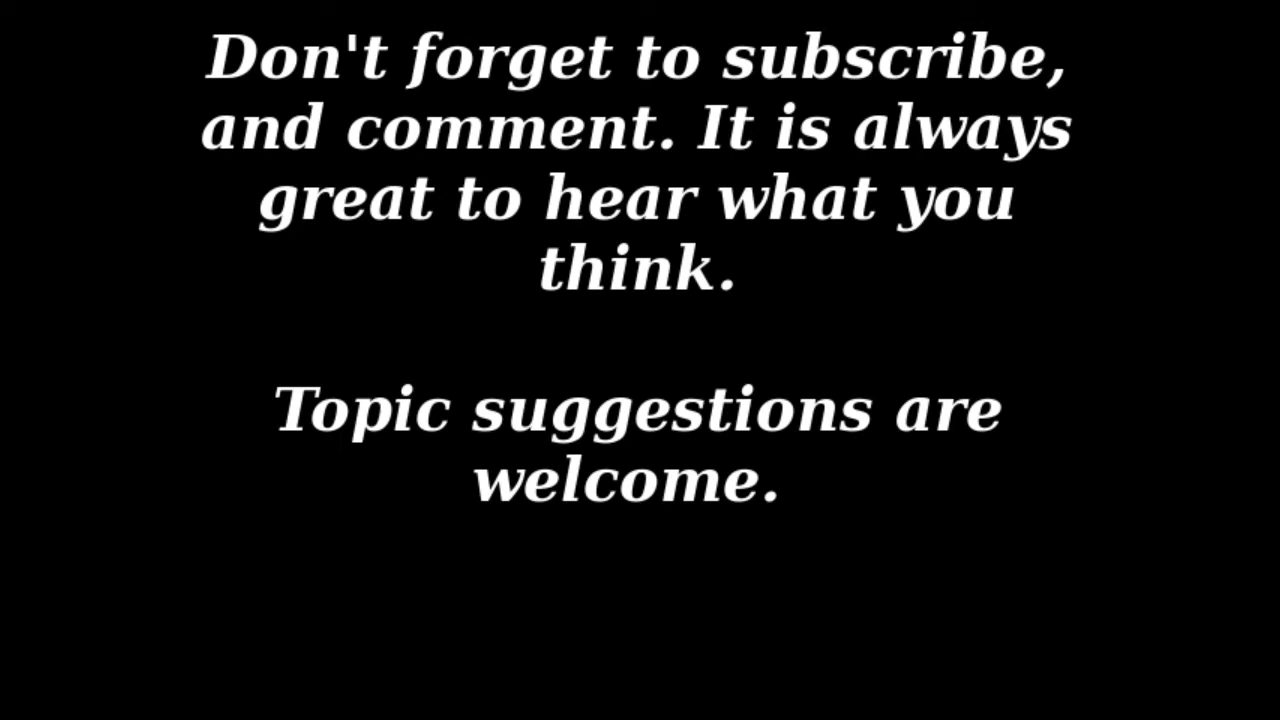 Don't forget to subscribe,
and comment. It is always
great to hear what you
think.
Topic suggestions are
welcome.